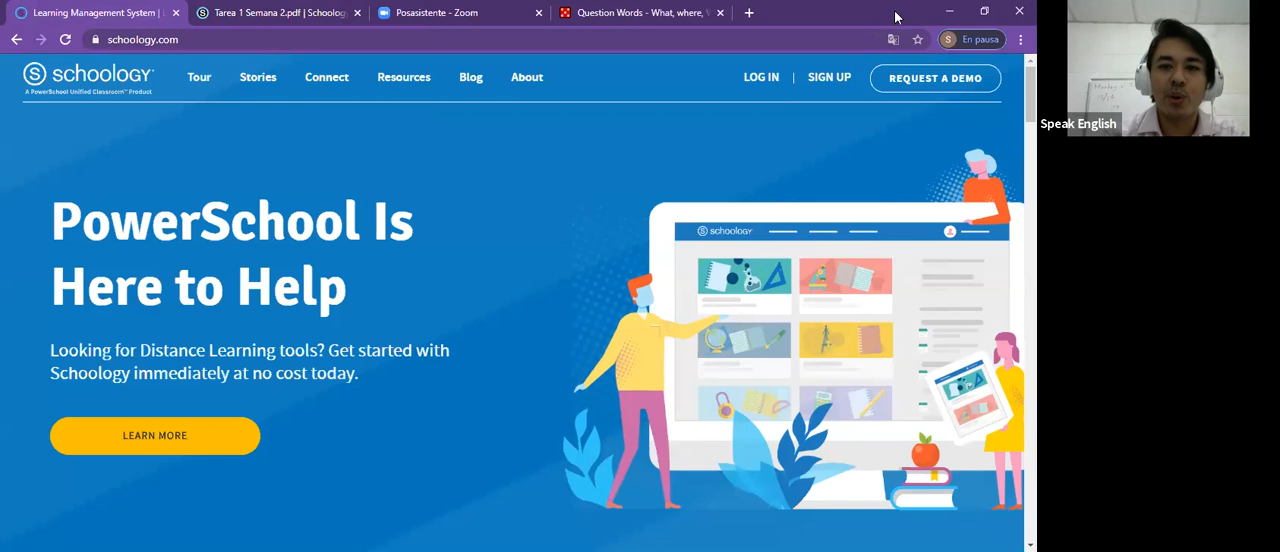 Learning Management System |
Tarea 1 Semana 2.pdf | Schoolog
Posasistente - Zoom
Question Words - What, where,
schoology.com
S
En pausa
schoology
A PowerSchool Unified Classroom™ Product
Tour
Stories
Connect
Resources
Blog
About
LOG IN
|
SIGN UP
REQUEST A DEMO
PowerSchool Is
Here to Help
Looking for Distance Learning tools? Get started with
Schoology immediately at no cost today.
LEARN MORE
schoology
Speak English